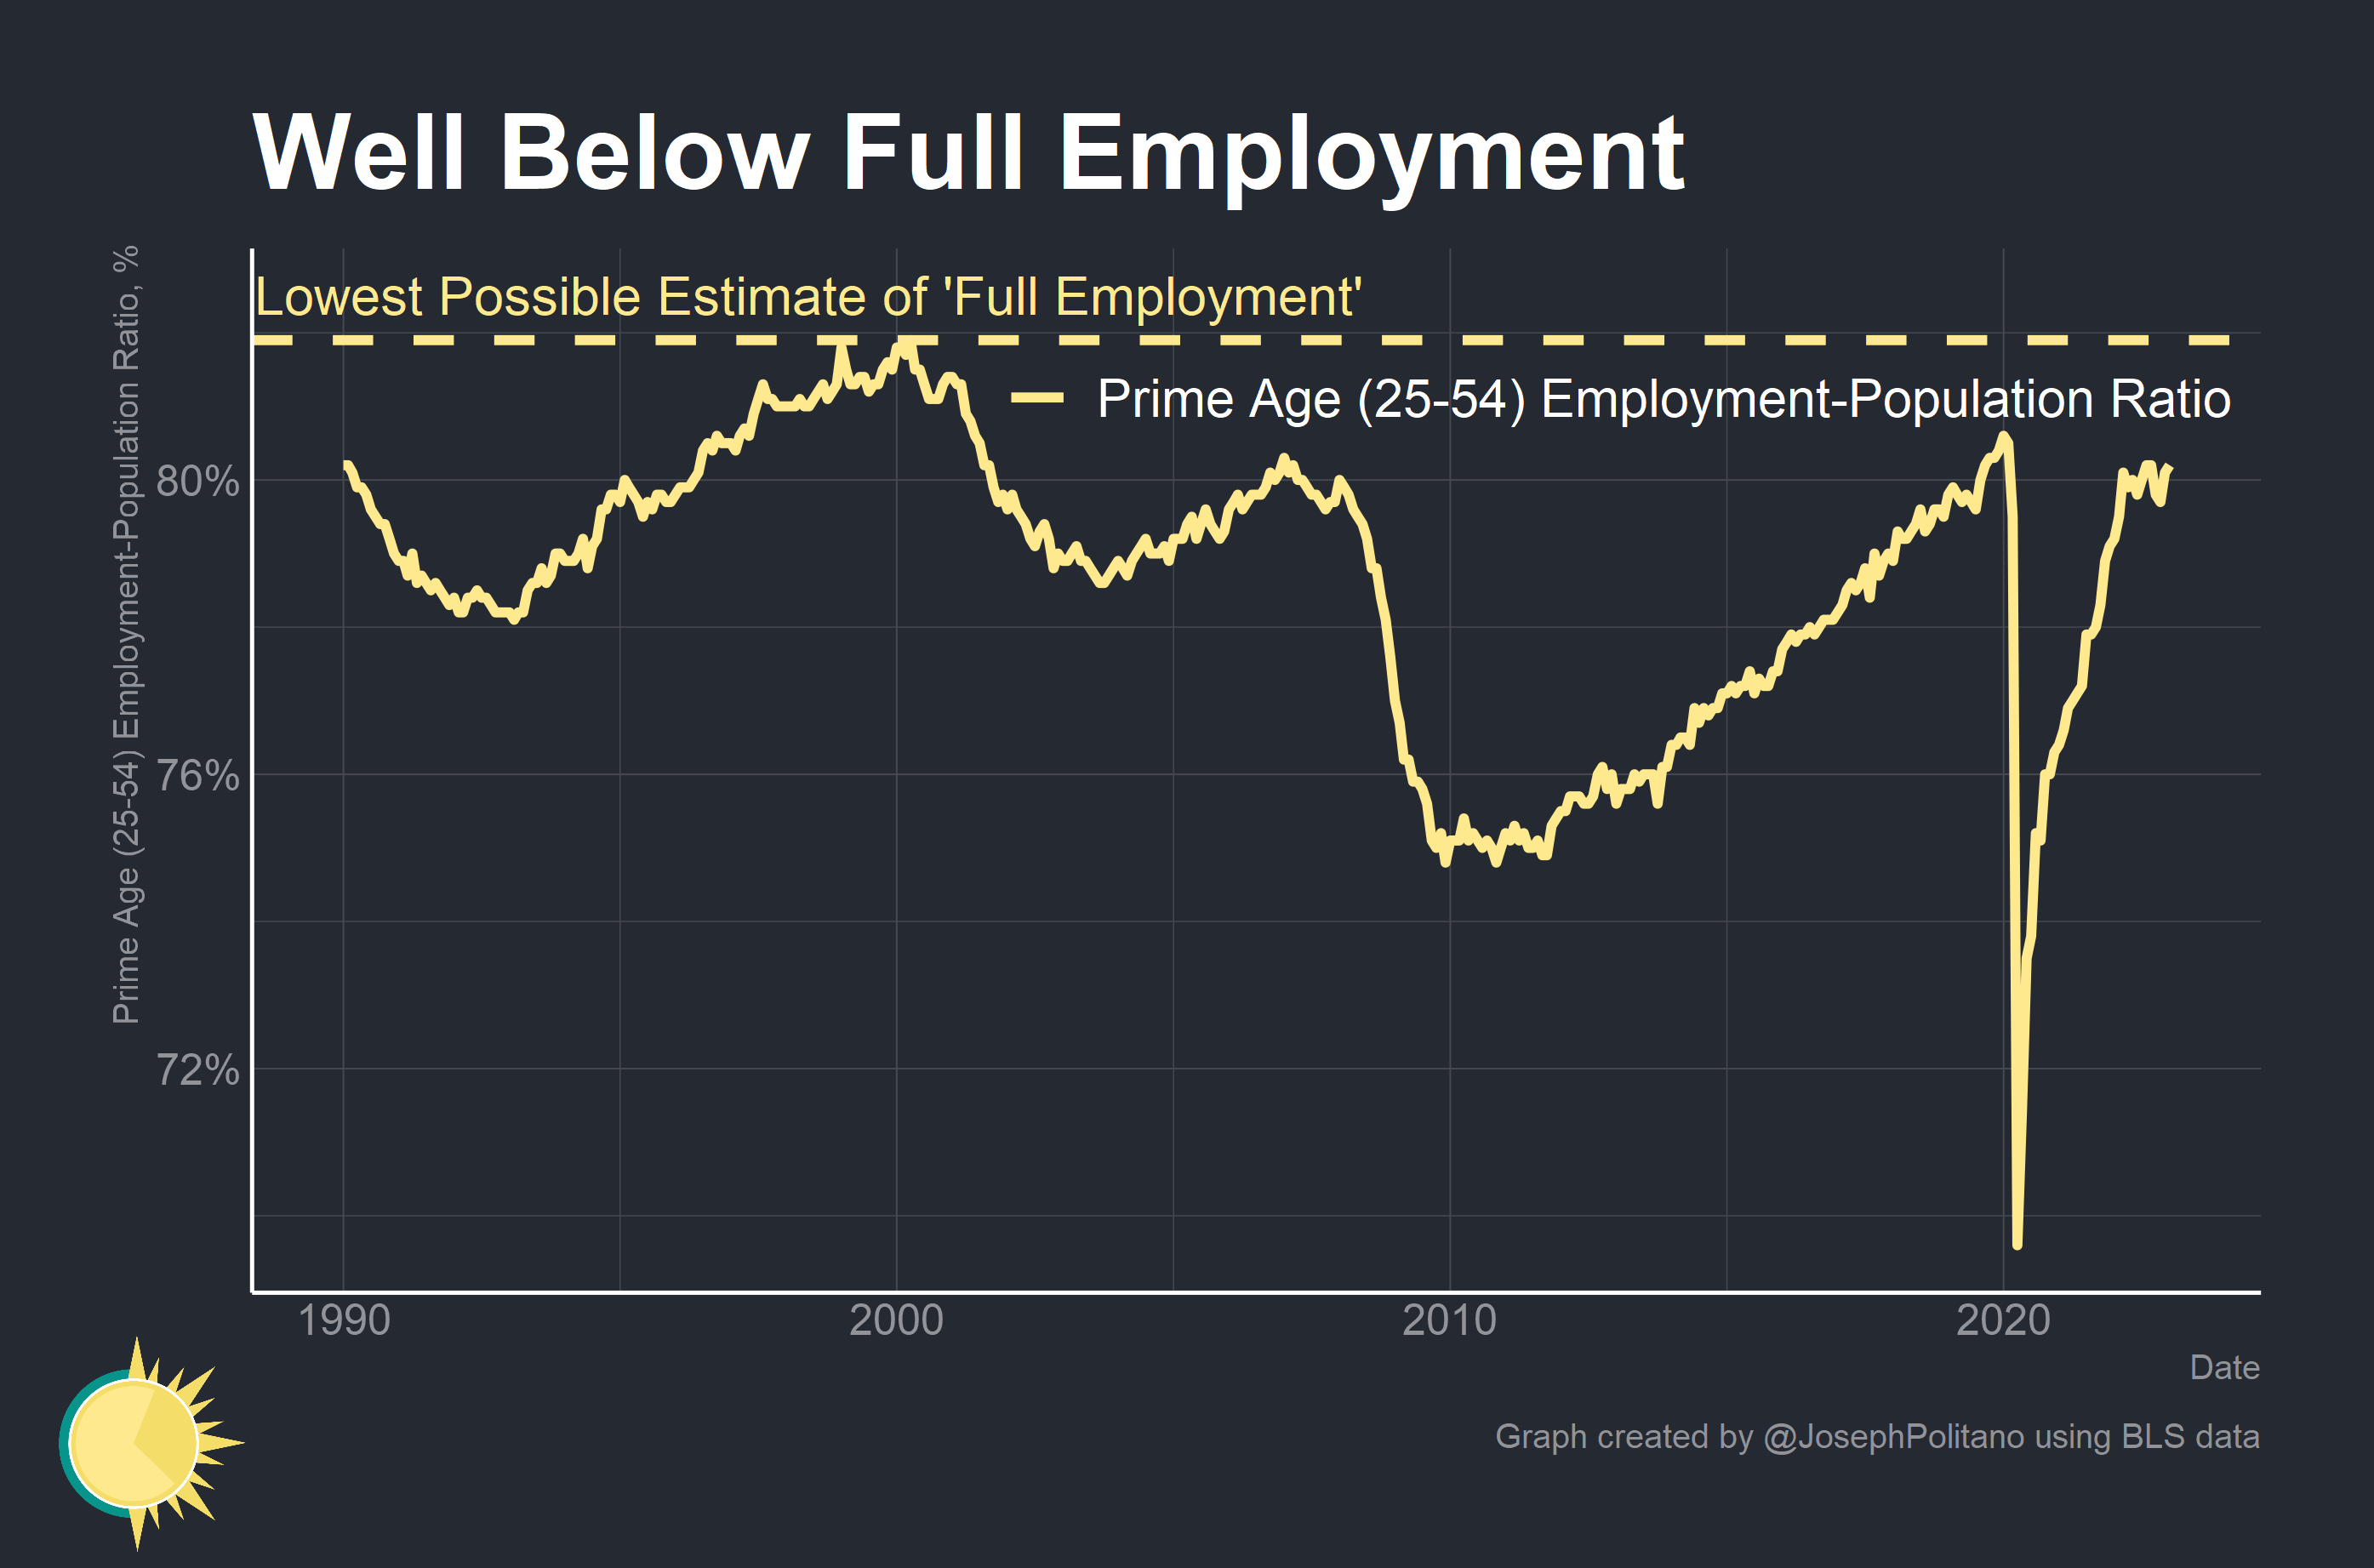 Well Below Full Employment
Prime Age (25-54) Employment-Population Ratio, %
Lowest Possible Estimate of 'Full Employment'
Prime Age (25-54) Employment-Population Ratio
80%
76%
72%
1990
2000
2010
2020
Date
Graph created by @JosephPolitano using BLS data